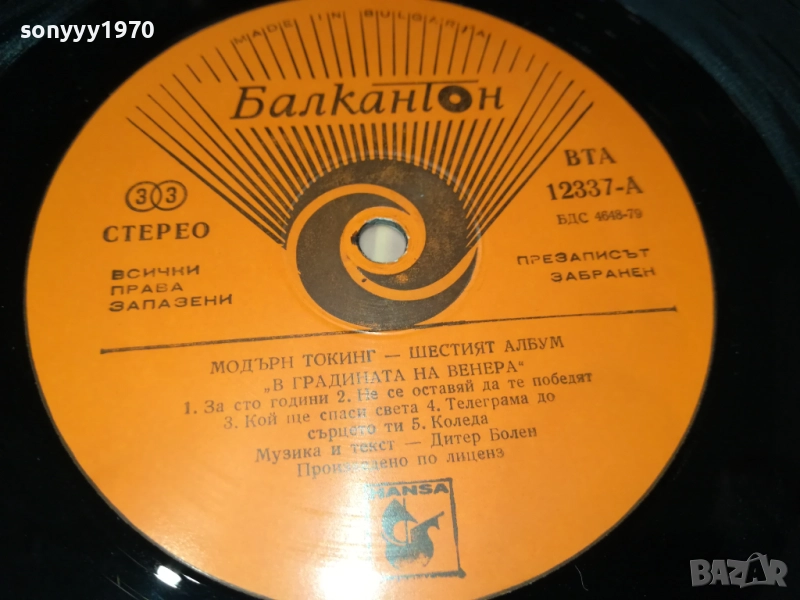 sonyyy1970
MADE IN BULGARIA
Балкантон
ВТА
12337-А
БДС 4648-79
33
СТЕРЕО
ВСИЧКИ
ПРАВА
ЗАПАЗЕНИ
ПРЕЗАПИСЪТ
ЗАБРАНЕН
МОДЪРН ТОКИНГ — ШЕСТИЯТ АЛБУМ
„В ГРАДИНАТА НА ВЕНЕРА“
1. За сто години 2. Не се оставяй да те победят
3. Кой ще спаси света 4. Телеграма до
сърцето ти 5. Коледа
Музика и текст — Дитер Болен
Произведено по лиценз
HANSA
BAZAR